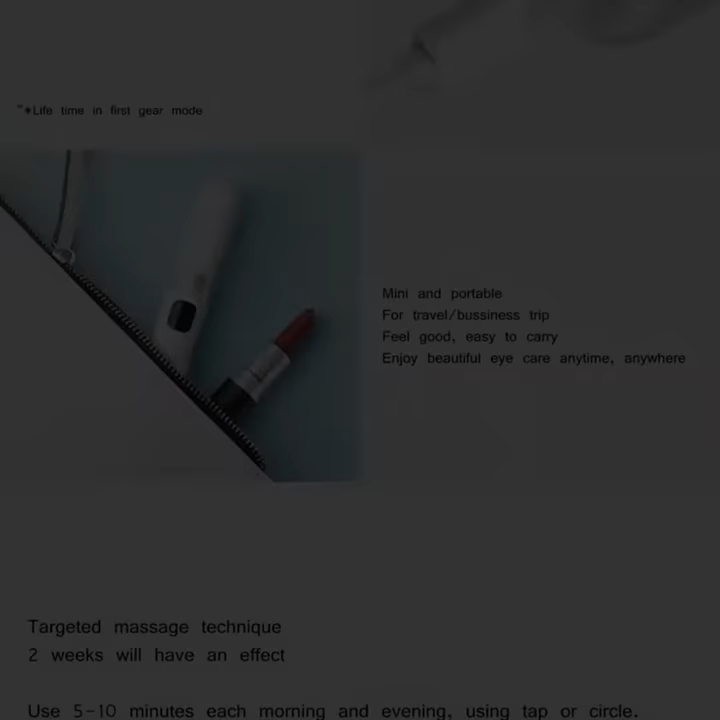 "*Life time in first gear mode
Mini and portable
For travel/bussiness trip
Feel good, easy to carry
Enjoy beautiful eye care anytime, anywhere
Targeted massage technique
2 weeks will have an effect
Use 5-10 minutes each morning and evening, using tap or circle.